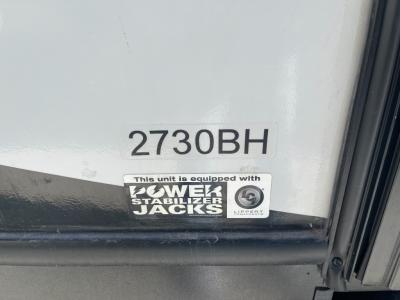 2730BH
This unit is equipped with
POWER
STABILIZER
JACKS
LIPPERT